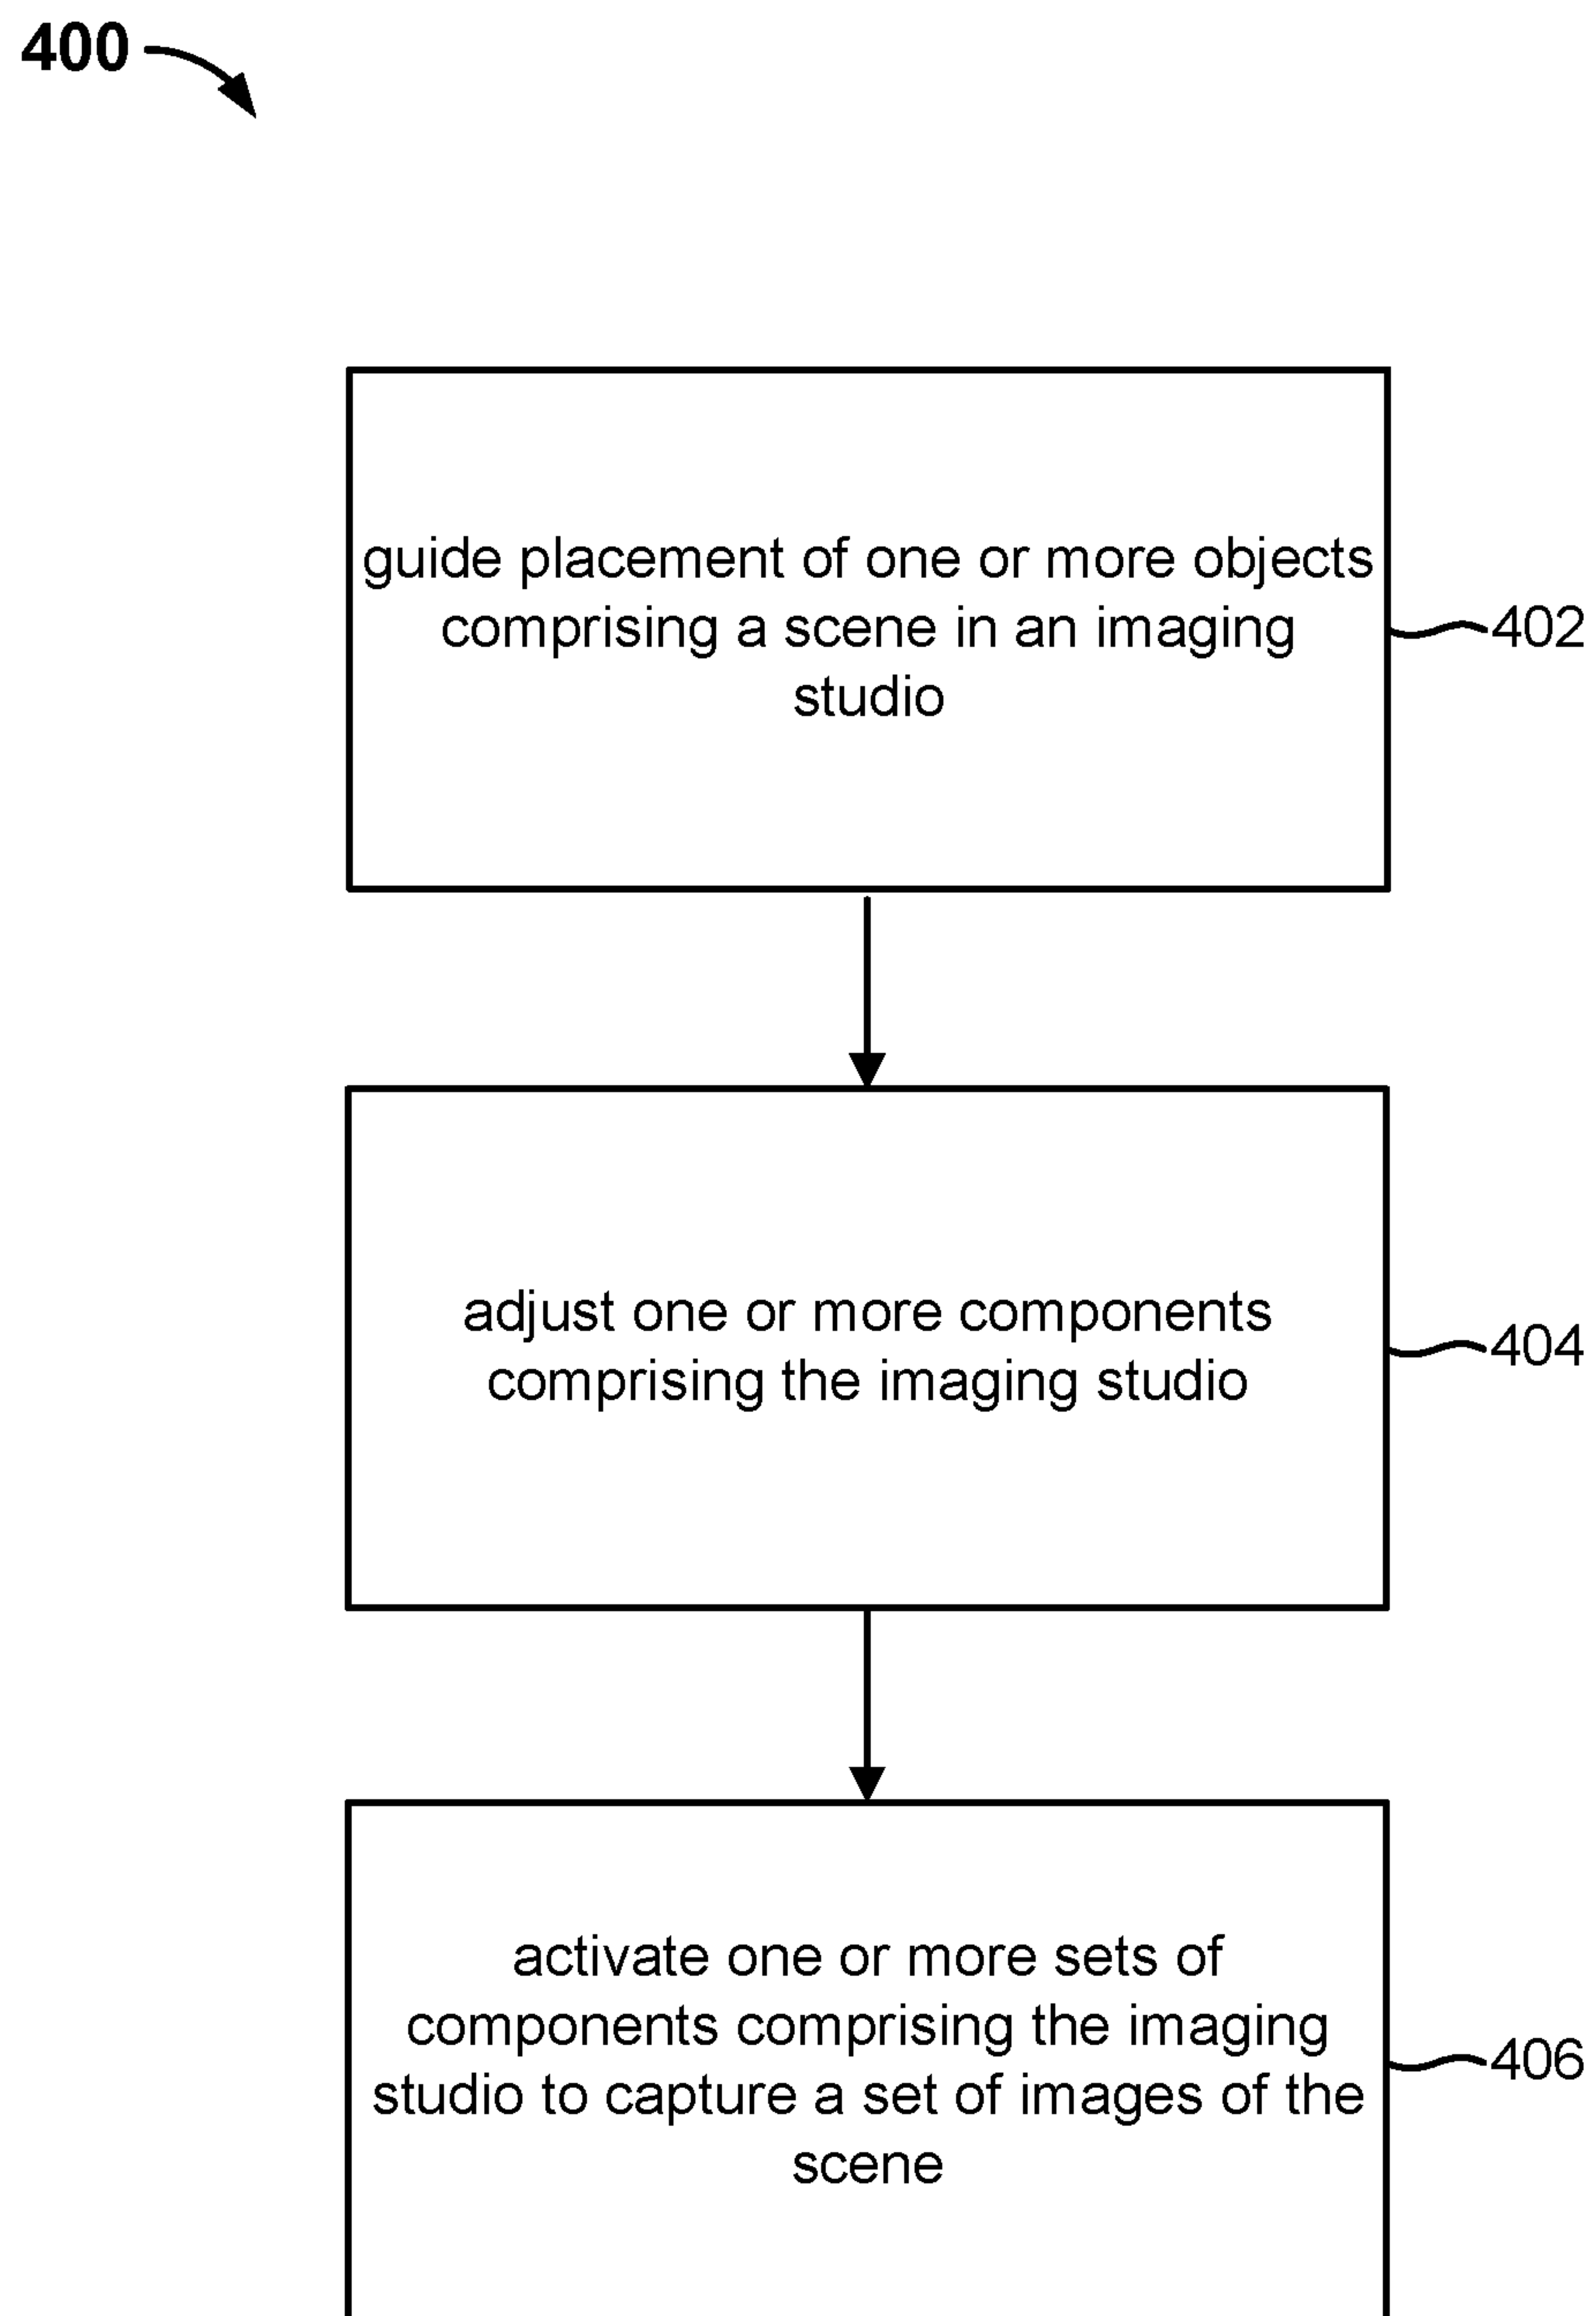 400
guide placement of one or more objects
comprising a scene in an imaging
studio
402
adjust one or more components
comprising the imaging studio
404
activate one or more sets of
components comprising the imaging
studio to capture a set of images of the
scene
406